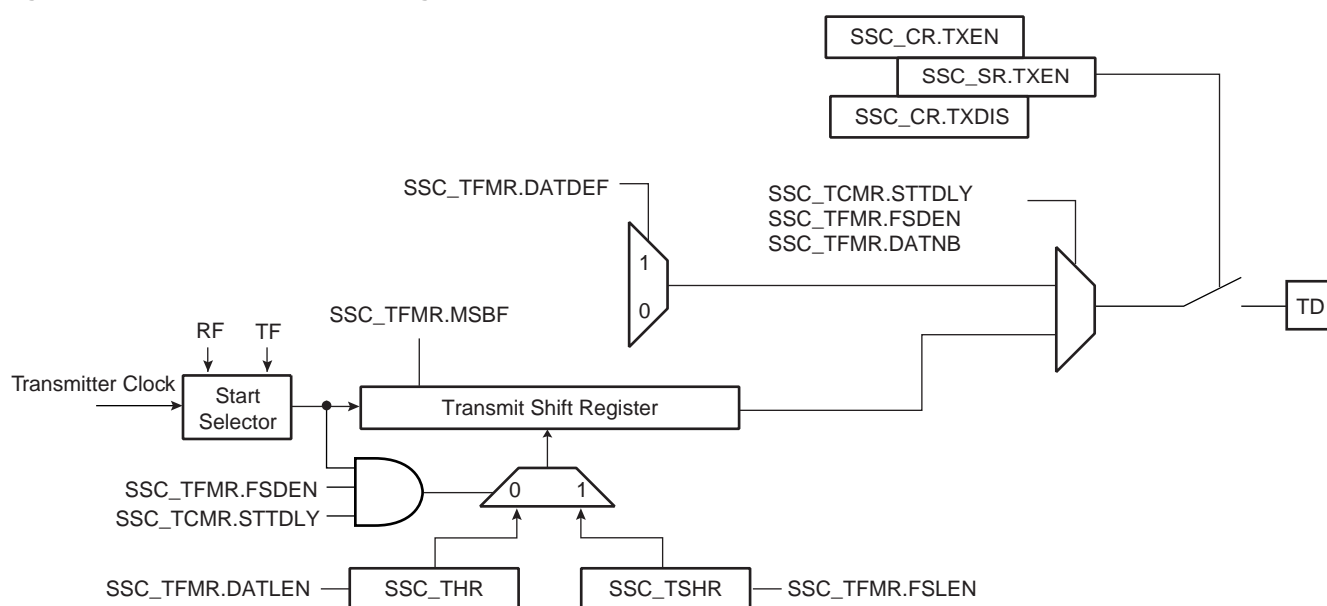 SSC_CR.TXEN
SSC_SR.TXEN
SSC_CR.TXDIS
SSC_TFMR.DATDEF
SSC_TCMR.STTDLY
SSC_TFMR.FSDEN
SSC_TFMR.DATNB
1
0
TD
SSC_TFMR.MSBF
RF TF
Transmitter Clock
Start
Selector
Transmit Shift Register
SSC_TFMR.FSDEN
SSC_TCMR.STTDLY
0 1
SSC_TFMR.DATLEN
SSC_THR
SSC_TSHR
SSC_TFMR.FSLEN